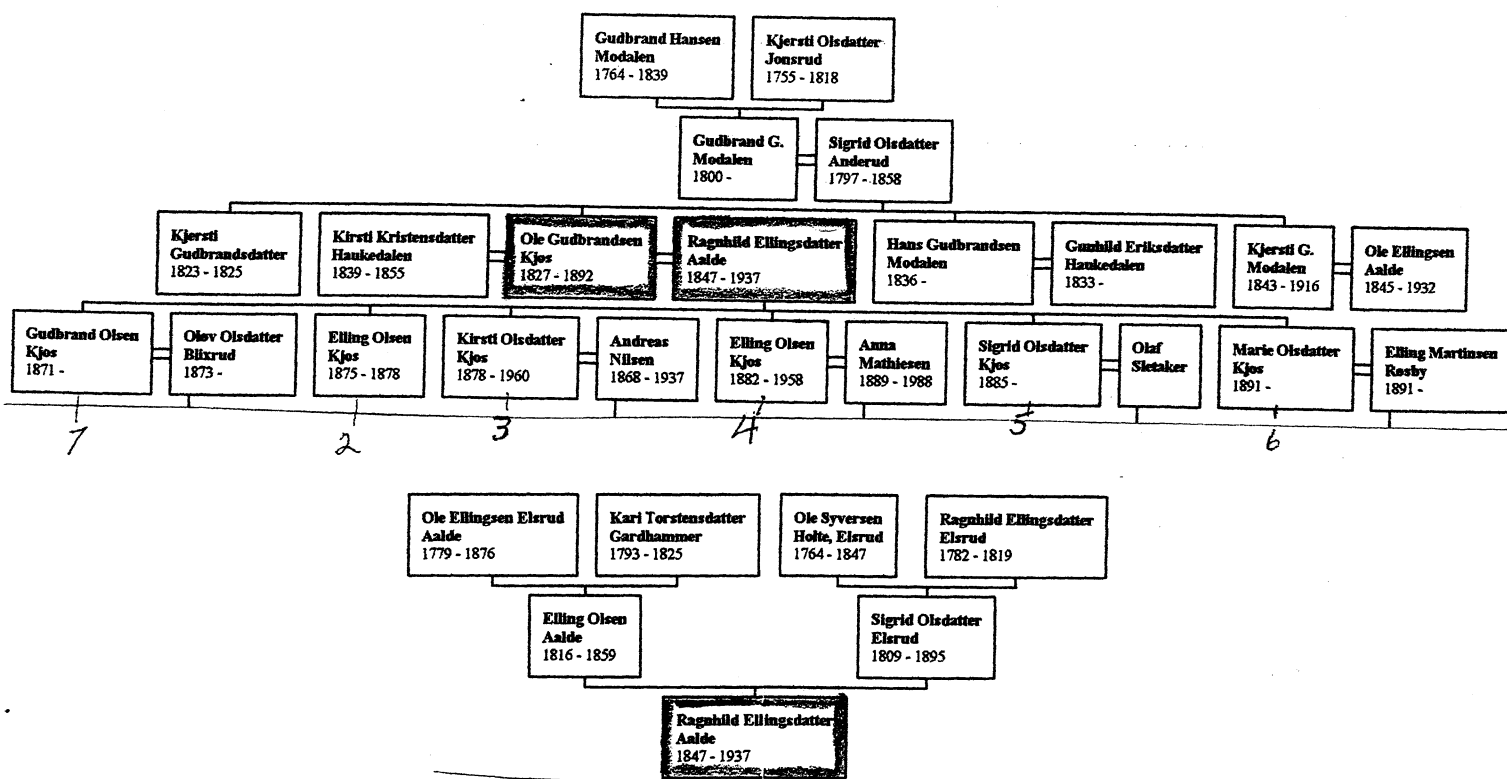 Gudbrand Hansen
Modalen
1764 - 1839
Kjersti Olsdatter
Jonsrud
1755 - 1818
Gudbrand G.
Modalen
1800 -
Sigrid Olsdatter
Anderud
1797 - 1858
Kjersti
Gudbrandsdatter
1823 - 1825
Kirsti Kristensdatter
Haukedalen
1839 - 1855
Ole Gudbrandsen
Kjos
1827 - 1892
Ragnhild Ellingsdatter
Aalde
1847 - 1937
Hans Gudbrandsen
Modalen
1836 -
Gunhild Eriksdatter
Haukedalen
1833 -
Kjersti G.
Modalen
1843 - 1916
Ole Ellingsen
Aalde
1845 - 1932
Gudbrand Olsen
Kjos
1871 -
Oløv Olsdatter
Blixrud
1873 -
Elling Olsen
Kjos
1875 - 1878
Kirsti Olsdatter
Kjos
1878 - 1960
Andreas
Nilsen
1868 - 1937
Elling Olsen
Kjos
1882 - 1958
Anna
Mathiesen
1889 - 1988
Sigrid Olsdatter
Kjos
1885 -
Olaf
Sletaker
Marie Olsdatter
Kjos
1891 -
Elling Martinsen
Røsby
1891 -
1 2 3 4 5 6
Ole Ellingsen Elsrud
Aalde
1779 - 1876
Kari Torstensdatter
Gardhammer
1793 - 1825
Ole Syversen
Holte, Elsrud
1764 - 1847
Ragnhild Ellingsdatter
Elsrud
1782 - 1819
Elling Olsen
Aalde
1816 - 1859
Sigrid Olsdatter
Elsrud
1809 - 1895
Ragnhild Ellingsdatter
Aalde
1847 - 1937